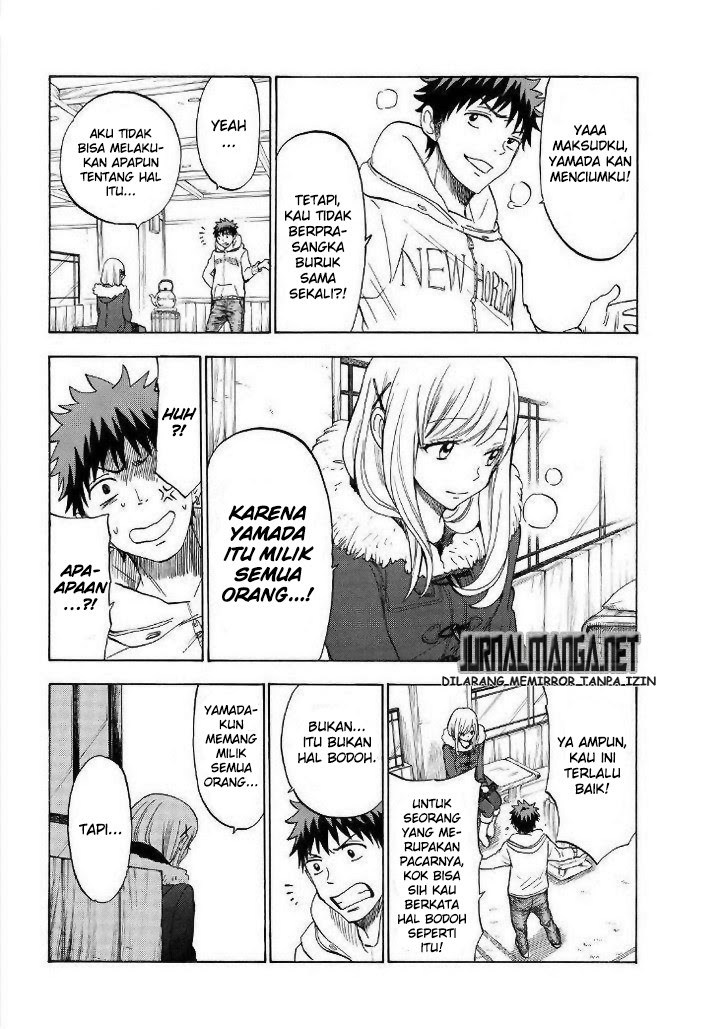 YAAA
MAKSUDKU,
YAMADA KAN
MENCIUMKU!
TETAPI,
KAU TIDAK
BERPRA-
SANGKA
BURUK
SAMA
SEKALI?!
NEW
YEAH
...
AKU TIDAK
BISA MELAKU-
KAN APAPUN
TENTANG HAL
ITU...
KARENA
YAMADA
ITU MILIK
SEMUA
ORANG...!
HUH
?!
APA-
APAAN
...?!
JURNALMANGA.NET
DILARANG MEMIRROR TANPA IZIN
YA AMPUN,
KAU INI
TERLALU
BAIK!
UNTUK
SEORANG
YANG ME-
RUPAKAN
PACARNYA,
KOK BISA
SIH KAU
BERKATA
HAL BODOH
SEPERTI
ITU!
BUKAN...
ITU BUKAN
HAL BODOH.
YAMADA-
KUN
MEMANG
MILIK
SEMUA
ORANG...
TAPI...